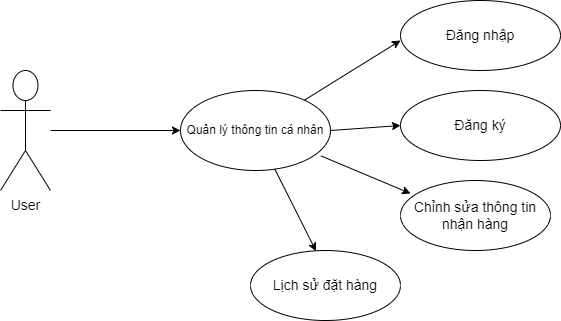 Đăng nhập
Quản lý thông tin cá nhân
Đăng ký
User
Chỉnh sửa thông tin
nhận hàng
Lịch sử đặt hàng